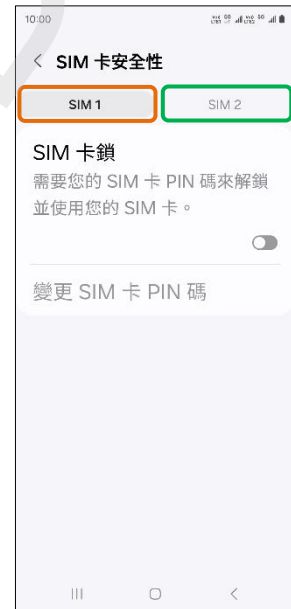 10:00
SIM 卡安全性
SIM 1
SIM 2
SIM 卡鎖
需要您的 SIM 卡 PIN 碼來解鎖
並使用您的 SIM 卡。
變更 SIM 卡 PIN 碼